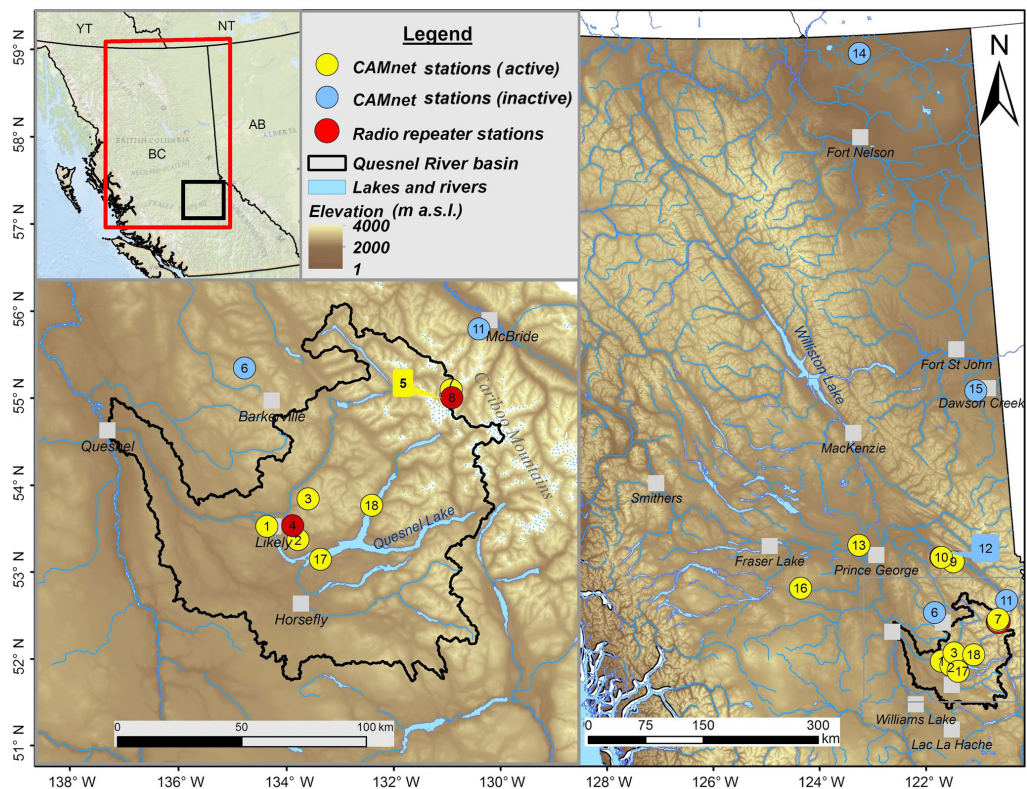 YT
NT
BRITISH COLUMBIA
BC
AB
ALBERTA
Legend
CAMnet stations (active)
CAMnet stations (inactive)
Radio repeater stations
Quesnel River basin
Lakes and rivers
Elevation (m a.s.l.)
4000
2000
1
N
14
Fort Nelson
Williston Lake
Fort St John
15
Dawson Creek
MacKenzie
Smithers
13
Fraser Lake
Prince George
16
10
9
12
11
6
7
3
18
1
2
17
Williams Lake
Lac La Hache
0 75 150 300
km
11
McBride
6
5
8
Cariboo Mountains
Barkerville
Quesnel
3
18
1
4
2
Likely
17
Quesnel Lake
Horsefly
0 50 100 km
59° N
58° N
57° N
56° N
55° N
54° N
53° N
52° N
51° N
138° W 136° W 134° W 132° W 130° W 128° W 126° W 124° W 122° W